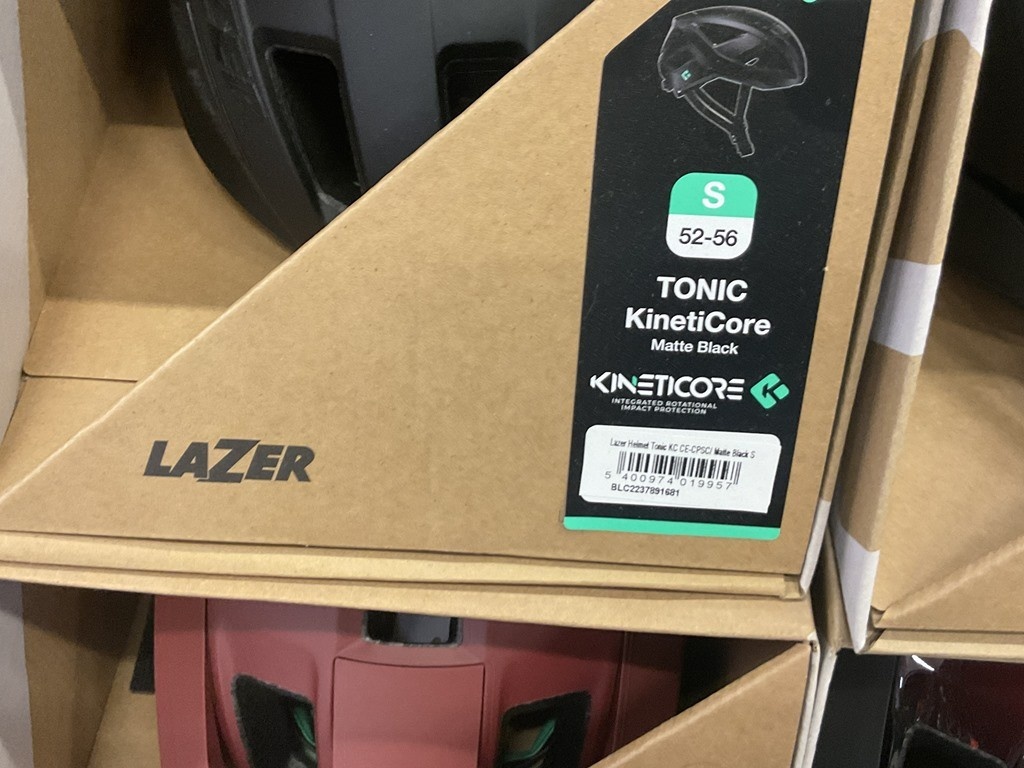 S
52-56
TONIC
KinetiCore
Matte Black
KINETICORE
INTEGRATED ROTATIONAL
IMPACT PROTECTION
Lazer Helmet Tonic KC CE-CPSC/ Matte Black S
5 400974 019957
BLC2237891681
LAZER